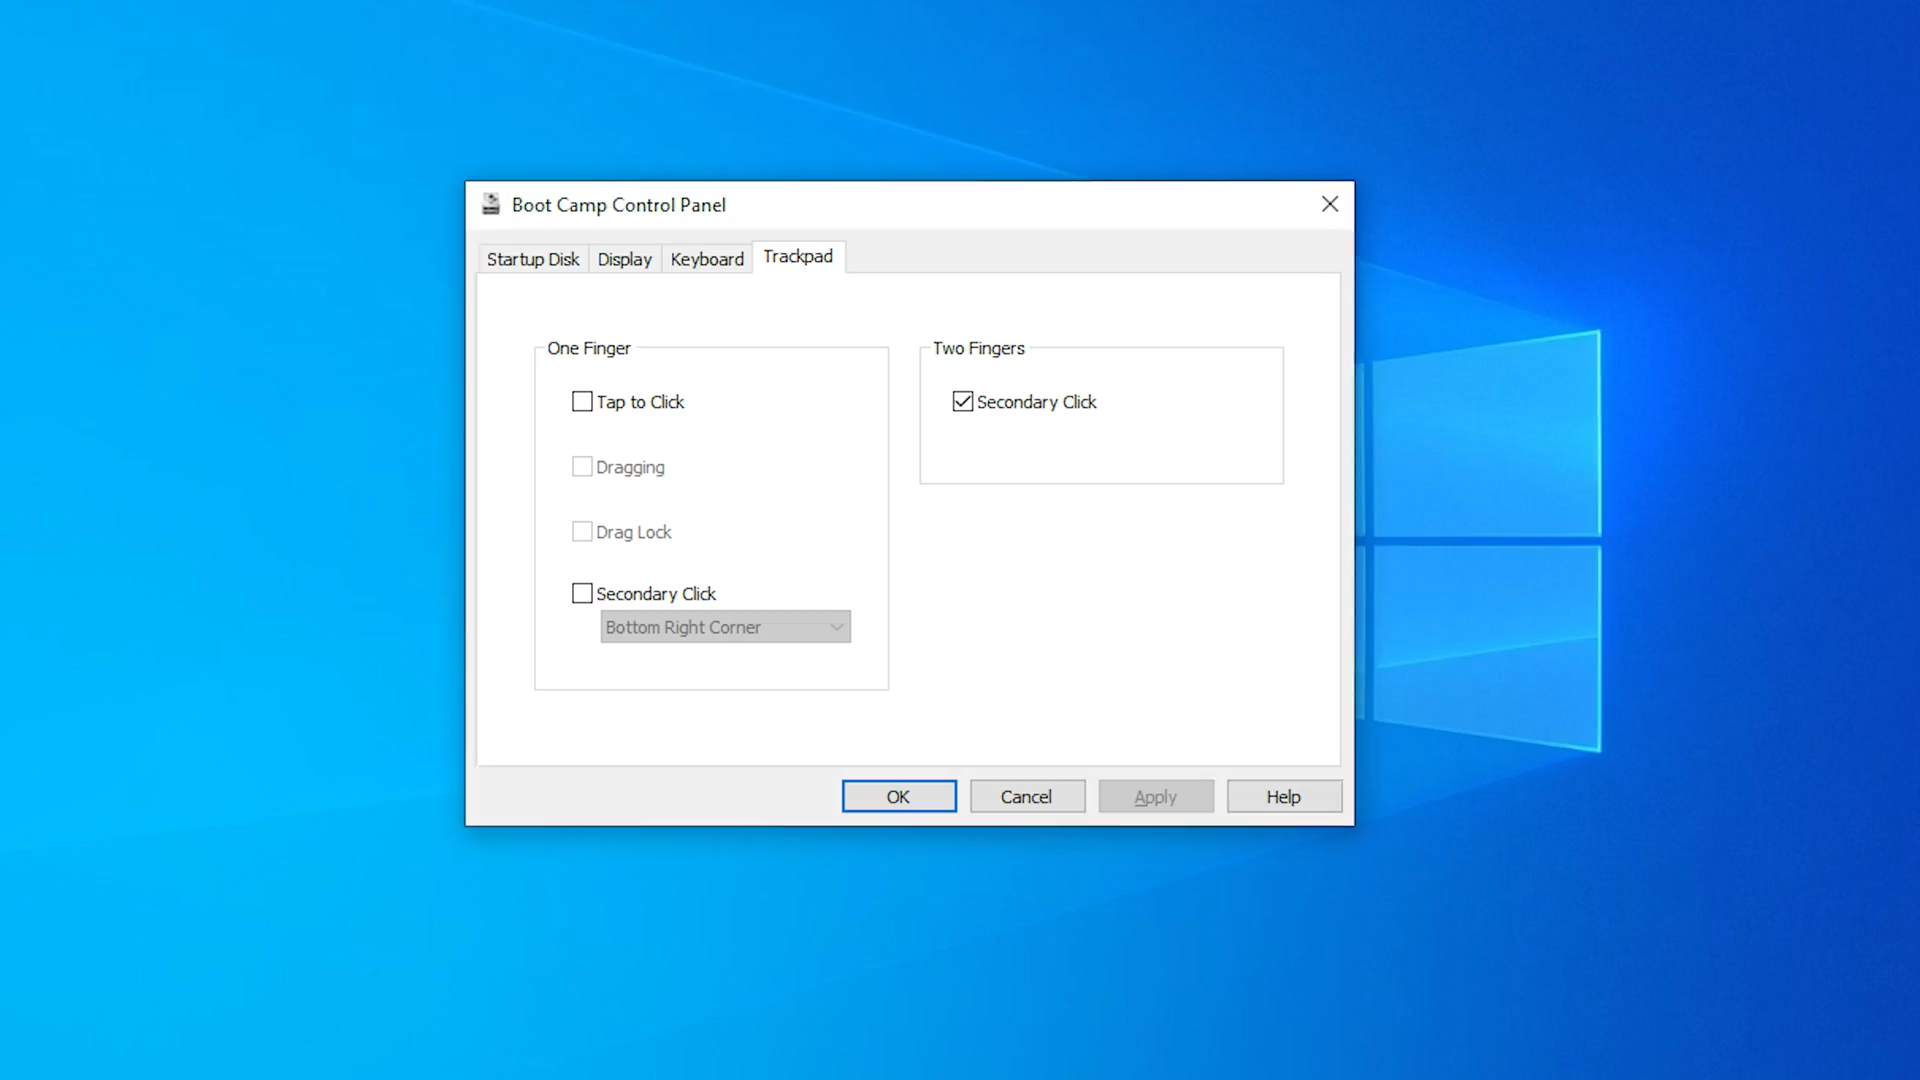 Boot Camp Control Panel
Startup Disk
Display
Keyboard
Trackpad
One Finger
Tap to Click
Dragging
Drag Lock
Secondary Click
Bottom Right Corner
Two Fingers
Secondary Click
OK
Cancel
Apply
Help